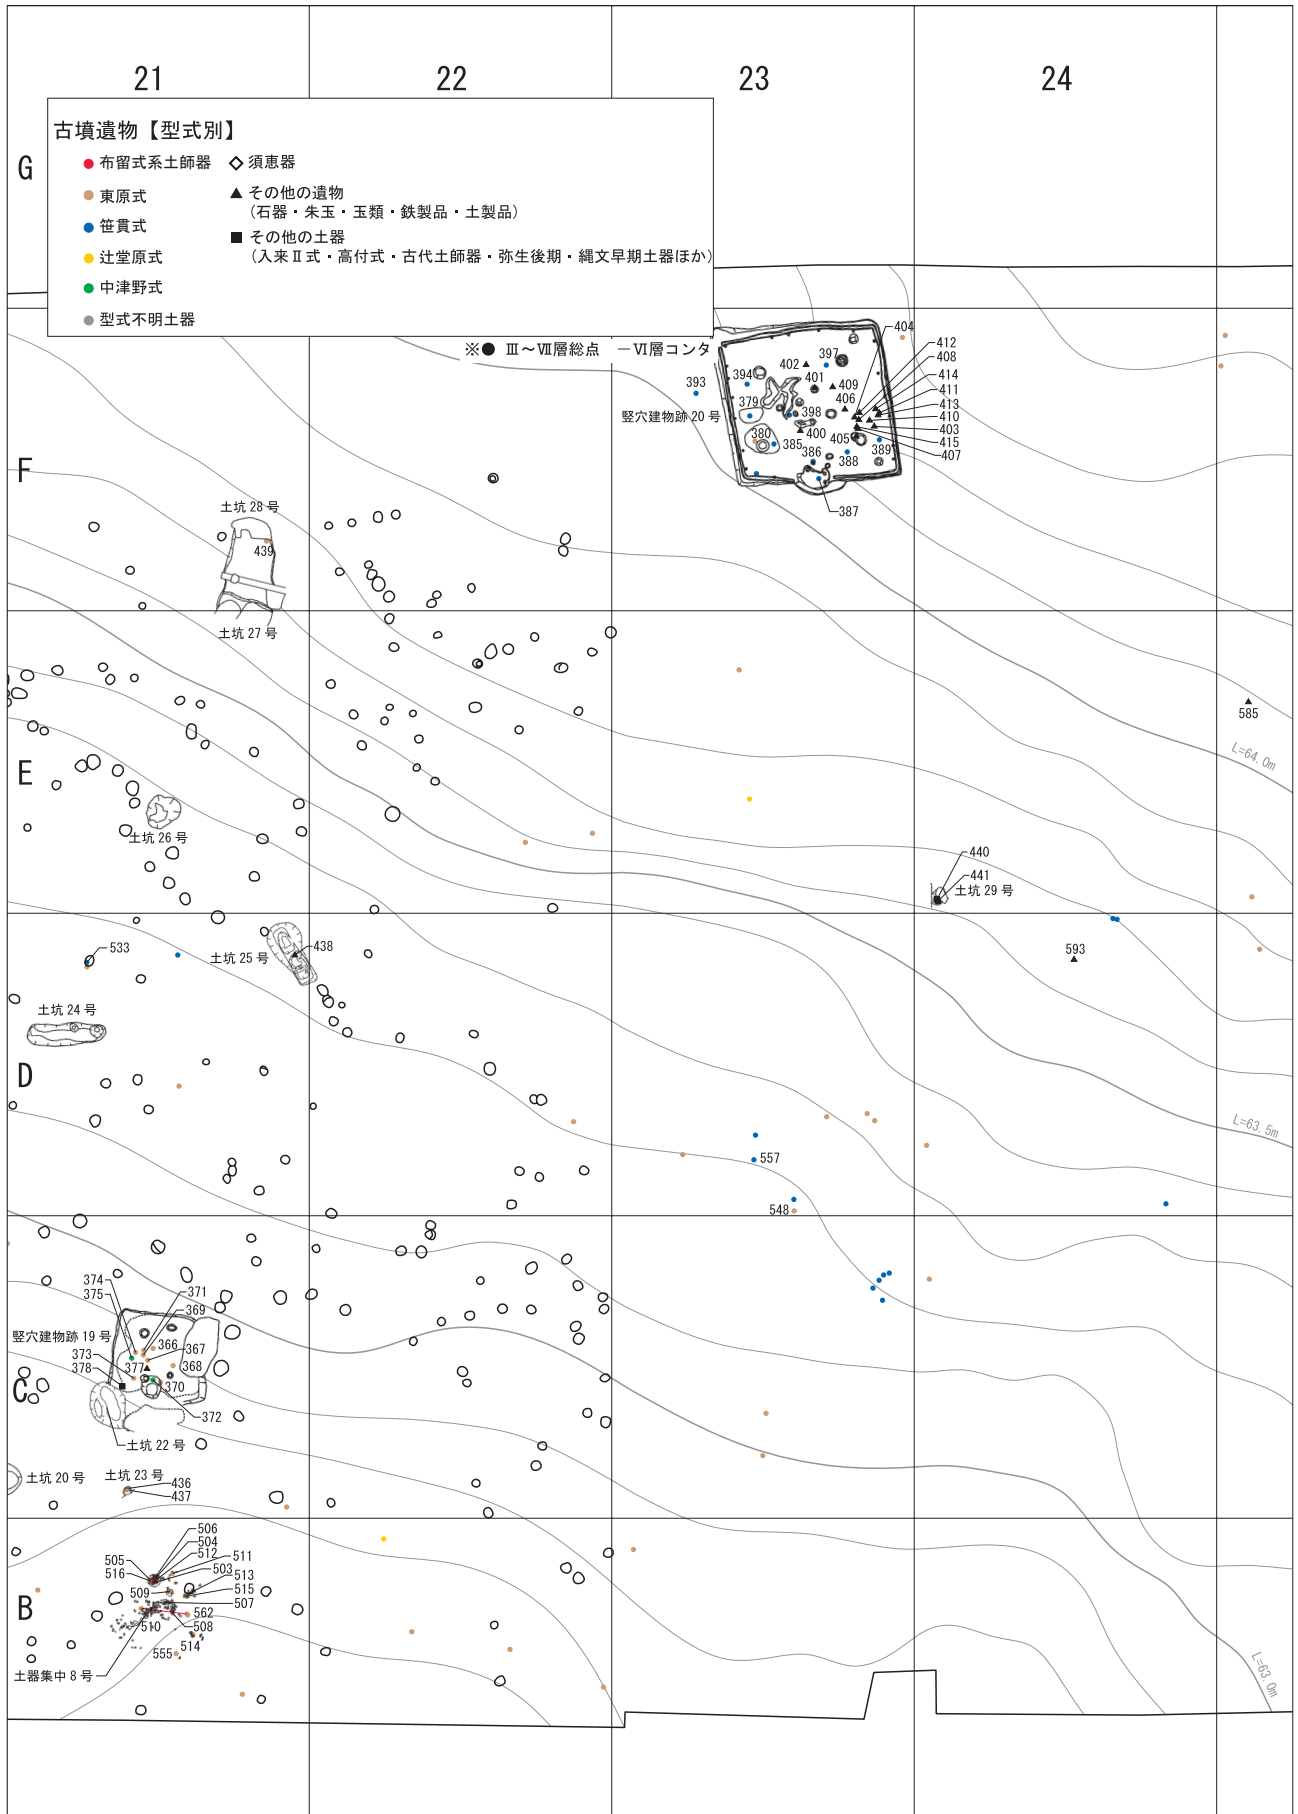 21 22 23 24
G
F
E
D
C
B
古墳遺物【型式別】
布留式系土師器
東原式
笹貫式
辻堂原式
中津野式
型式不明土器
須恵器
その他の遺物
(石器・朱玉・玉類・鉄製品・土製品)
その他の土器
(入来Ⅱ式・高付式・古代土師器・弥生後期・縄文早期土器ほか)
※● Ⅲ～Ⅶ層総点 ―Ⅵ層コンタ
404
412
408
414
411
413
410
403
415
407
402
397
394
401
409
393
406
379
398
竪穴建物跡 20 号
400
380
385
405
389
386
388
387
土坑 28 号
439
土坑 27 号
585
L=64.0m
土坑 26 号
440
441
土坑 29 号
533
438
土坑 25 号
593
土坑 24 号
L=63.5m
557
548
374
375
371
369
竪穴建物跡 19 号
366
367
373
377
368
378
370
372
土坑 22 号
土坑 20 号
土坑 23 号
436
437
506
504
512
511
505
503
516
513
509
515
507
562
510
508
514
555
土器集中 8 号
L=63.0m